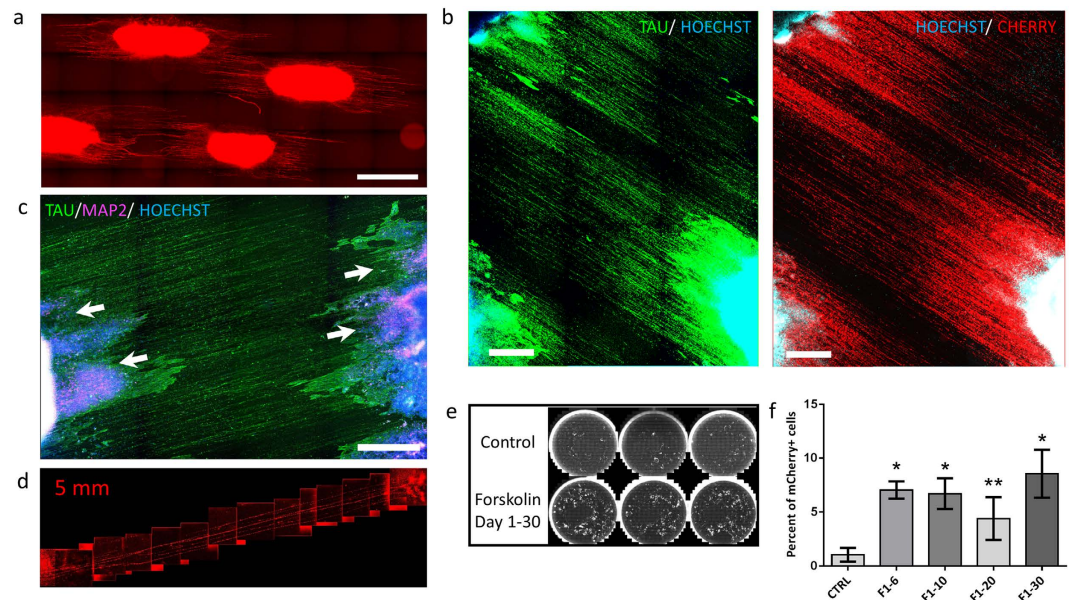 a
b
TAU/ HOECHST
HOECHST/ CHERRY
c
TAU/MAP2/ HOECHST
d
5 mm
e
Control
Forskolin
Day 1-30
f
Percent of mCherry+ cells
15
10
5
0
*
*
**
*
CTRL
F1-6
F1-10
F1-20
F1-30